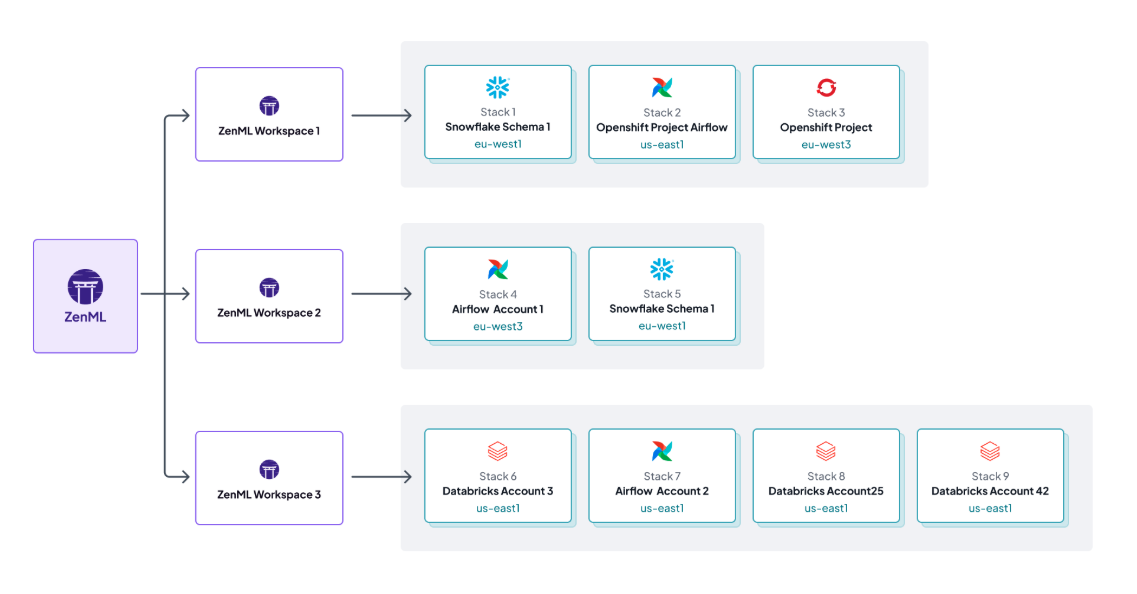 ZenML
ZenML Workspace 1
Stack 1
Snowflake Schema 1
eu-west1
Stack 2
Openshift Project Airflow
us-east1
Stack 3
Openshift Project
eu-west3
ZenML Workspace 2
Stack 4
Airflow Account 1
eu-west3
Stack 5
Snowflake Schema 1
eu-west1
ZenML Workspace 3
Stack 6
Databricks Account 3
us-east1
Stack 7
Airflow Account 2
us-east1
Stack 8
Databricks Account25
us-east1
Stack 9
Databricks Account 42
us-east1